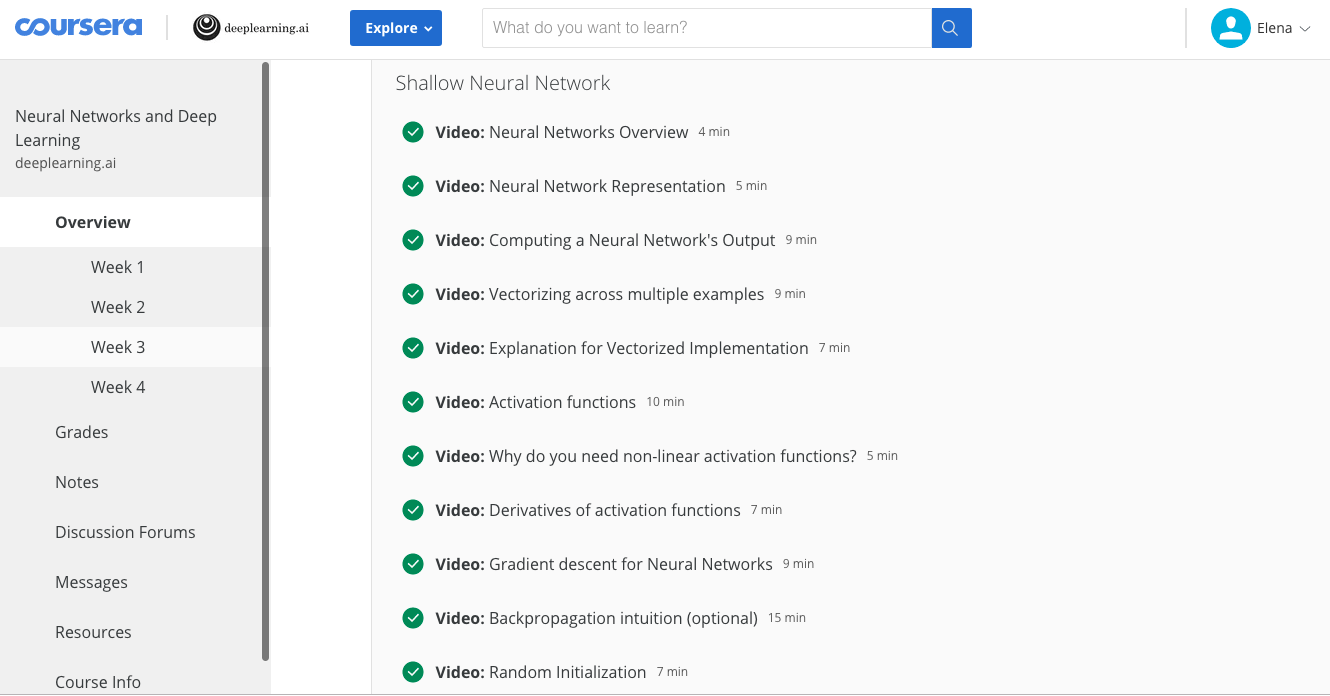 coursera
deeplearning.ai
Explore
What do you want to learn?
Elena
Neural Networks and Deep
Learning
deeplearning.ai
Overview
Week 1
Week 2
Week 3
Week 4
Grades
Notes
Discussion Forums
Messages
Resources
Course Info
Shallow Neural Network
Video: Neural Networks Overview 4 min
Video: Neural Network Representation 5 min
Video: Computing a Neural Network's Output 9 min
Video: Vectorizing across multiple examples 9 min
Video: Explanation for Vectorized Implementation 7 min
Video: Activation functions 10 min
Video: Why do you need non-linear activation functions? 5 min
Video: Derivatives of activation functions 7 min
Video: Gradient descent for Neural Networks 9 min
Video: Backpropagation intuition (optional) 15 min
Video: Random Initialization 7 min